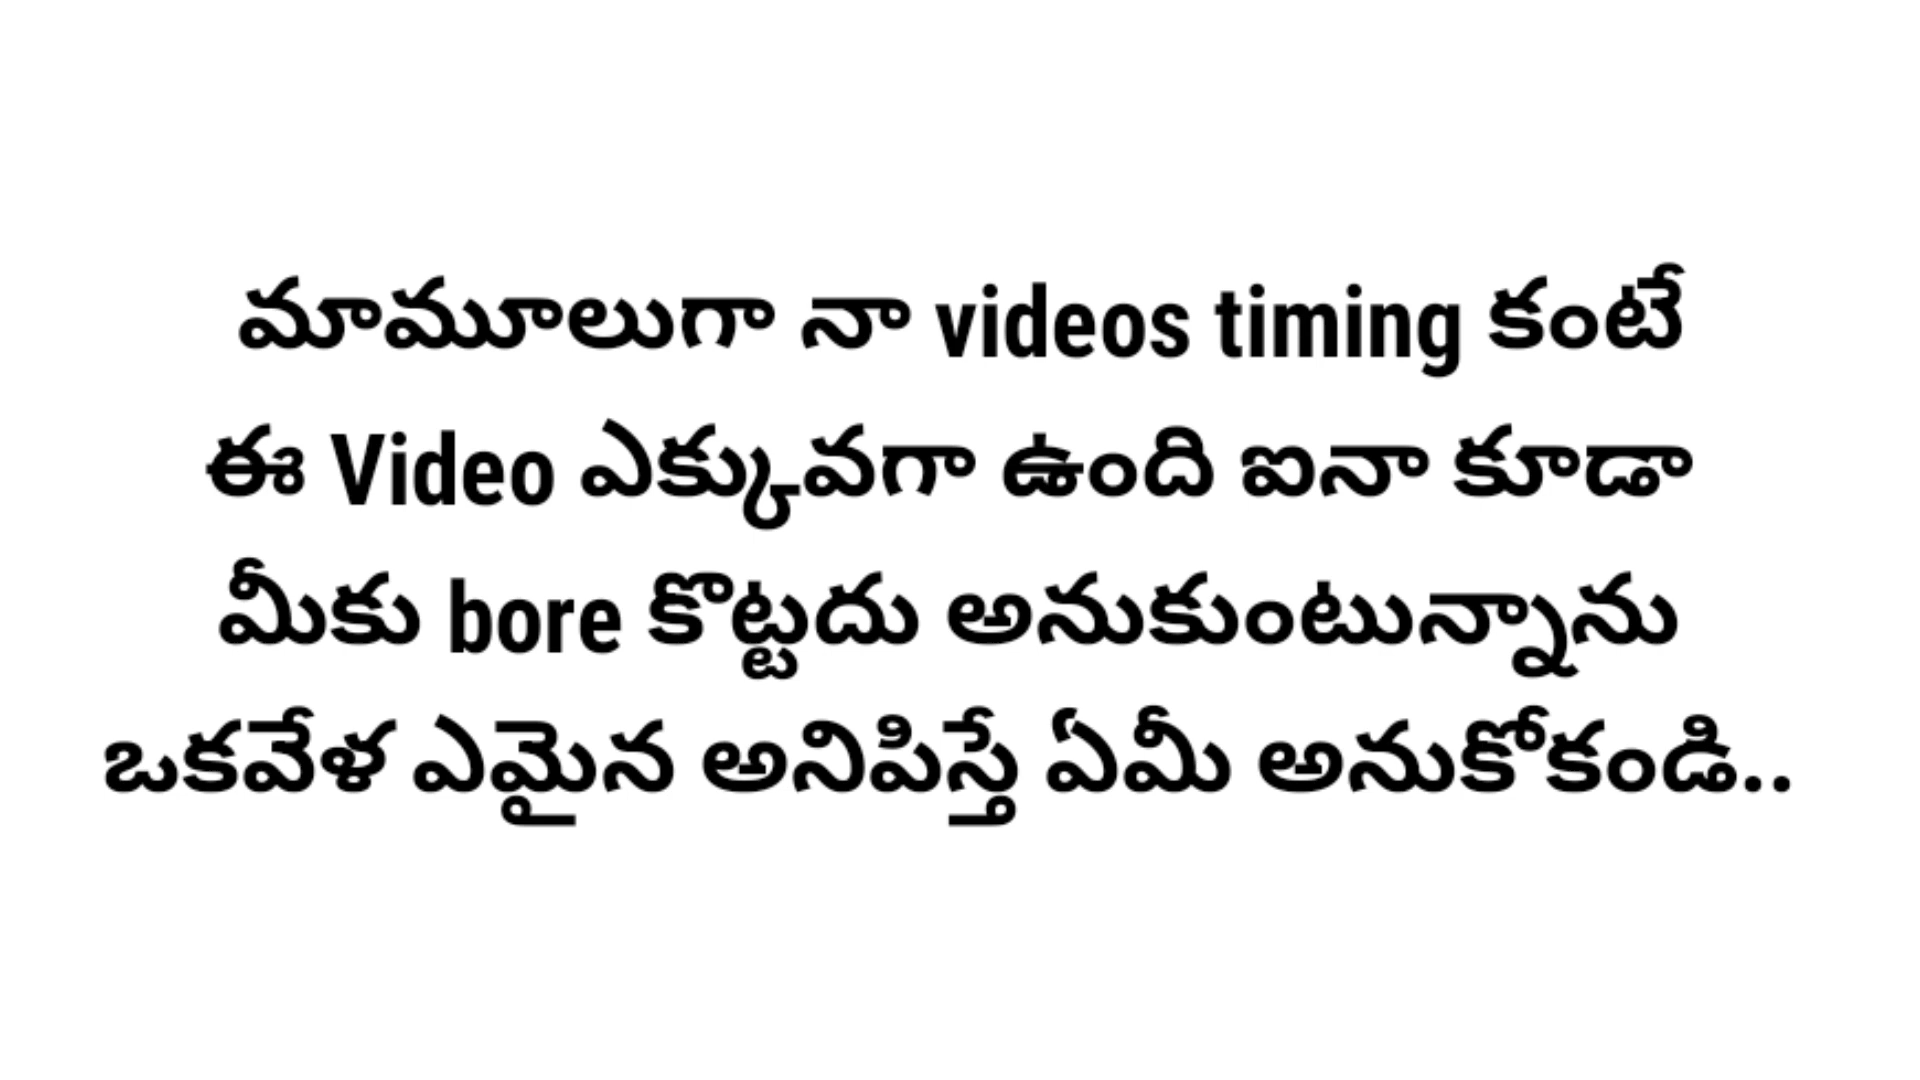 మామూలుగా నా videos timing కంటే
ఈ Video ఎక్కువగా ఉంది ఐనా కూడా
మీకు bore కొట్టదు అనుకుంటున్నాను
ఒకవేళ ఎమైన అనిపిస్తే ఏమీ అనుకోకండి..